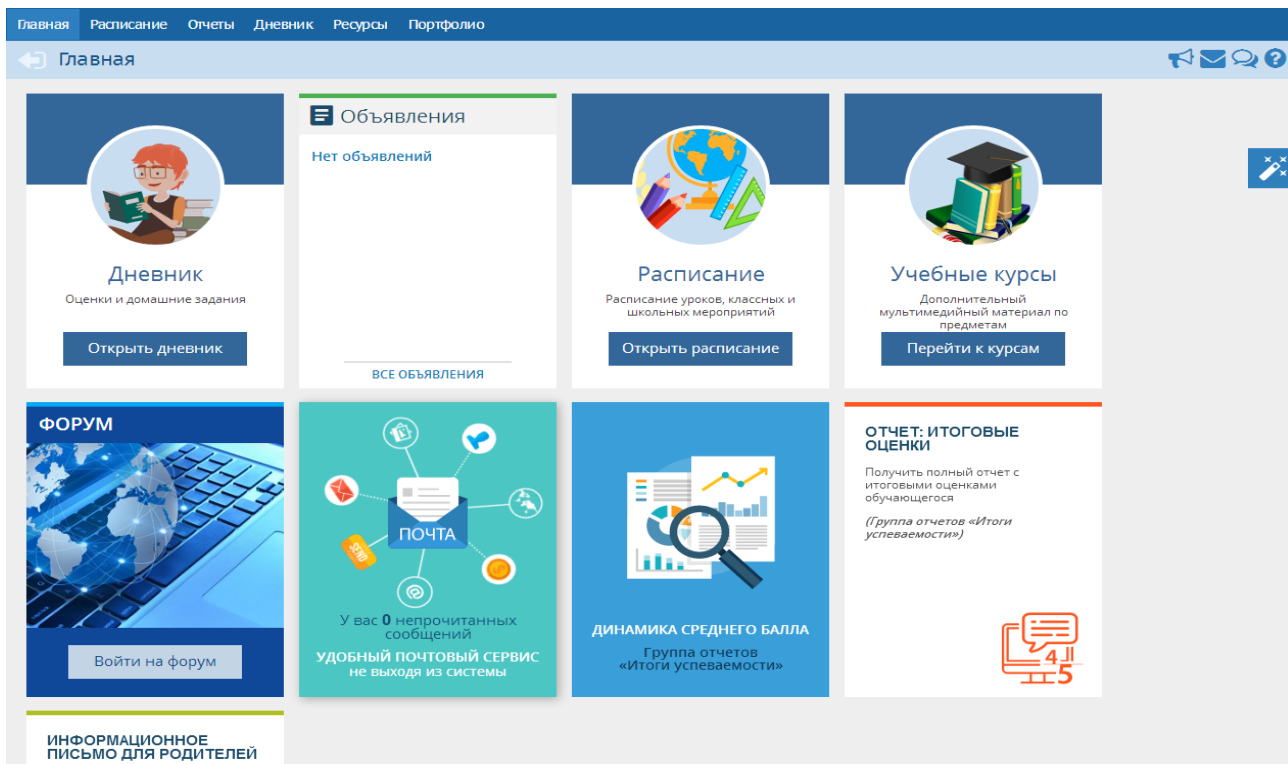 Главная Расписание Отчеты Дневник Ресурсы Портфолио
Главная
Дневник
Оценки и домашние задания
Открыть дневник
Объявления
Нет объявлений
ВСЕ ОБЪЯВЛЕНИЯ
Расписание
Расписание уроков, классных и
школьных мероприятий
Открыть расписание
Учебные курсы
Дополнительный
мультимедийный материал по
предметам
Перейти к курсам
ФОРУМ
Войти на форум
ПОЧТА
SEND
У вас 0 непрочитанных
сообщений
УДОБНЫЙ ПОЧТОВЫЙ СЕРВИС
не выходя из системы
ДИНАМИКА СРЕДНЕГО БАЛЛА
Группа отчетов
«Итоги успеваемости»
ОТЧЕТ: ИТОГОВЫЕ
ОЦЕНКИ
Получить полный отчет с
итоговыми оценками
обучающегося
(Группа отчетов «Итоги
успеваемости»)
4
5
ИНФОРМАЦИОННОЕ
ПИСЬМО ДЛЯ РОДИТЕЛЕЙ